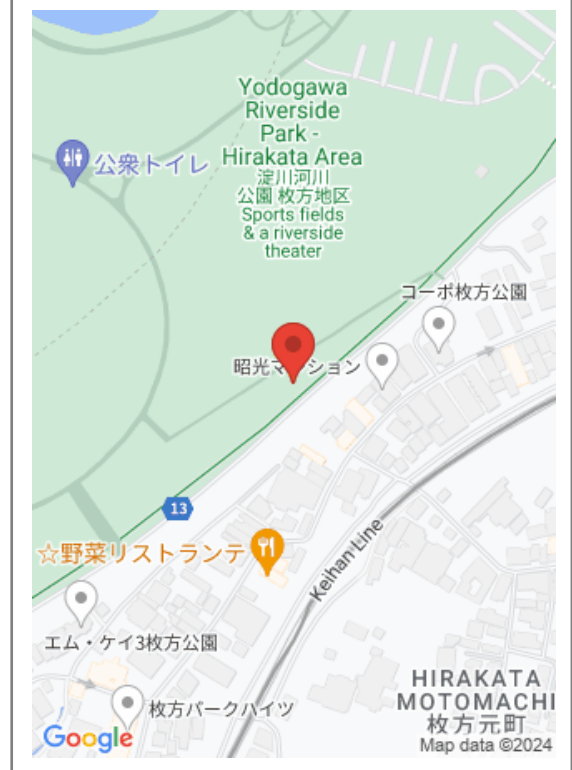 Yodogawa
Riverside
Park -
Hirakata Area
淀川河川
公園 枚方地区
Sports fields
& a riverside
theater
公衆トイレ
コーポ枚方公園
昭光マンション
13
☆野菜リストランテ
Keihan Line
エム・ケイ3枚方公園
HIRAKATA
MOTOMACHI
枚方元町
枚方パークハイツ
Google
Map data ©2024